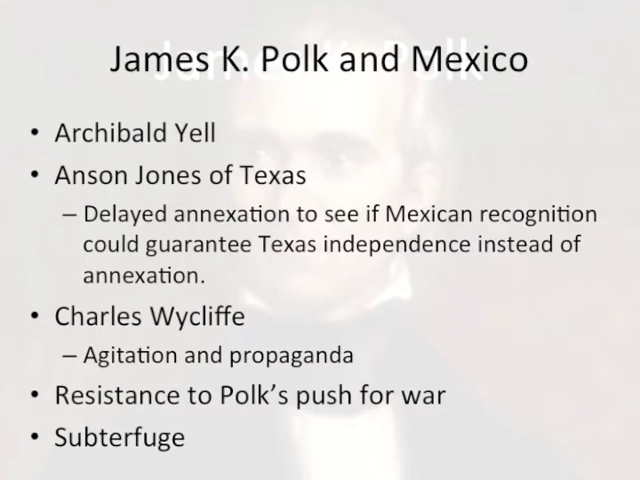 James K. Polk and Mexico
• Archibald Yell
• Anson Jones of Texas
– Delayed annexation to see if Mexican recognition
could guarantee Texas independence instead of
annexation.
• Charles Wycliffe
– Agitation and propaganda
• Resistance to Polk's push for war
• Subterfuge